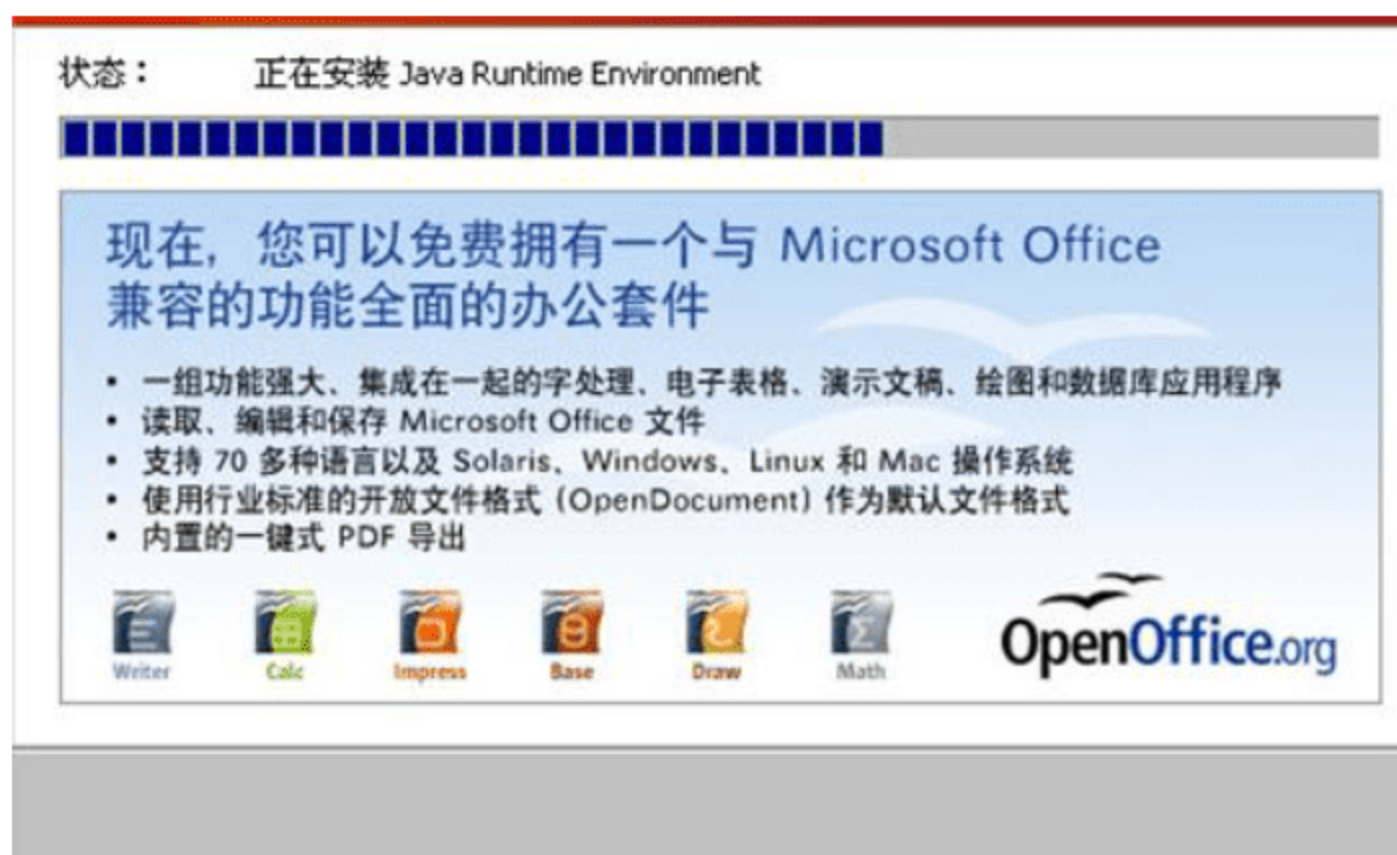 状态： 正在安装 Java Runtime Environment
现在，您可以免费拥有一个与 Microsoft Office
兼容的功能全面的办公套件
• 一组功能强大、集成在一起的字处理、电子表格、演示文稿、绘图和数据库应用程序
• 读取、编辑和保存 Microsoft Office 文件
• 支持 70 多种语言以及 Solaris、Windows、Linux 和 Mac 操作系统
• 使用行业标准的开放文件格式 (OpenDocument) 作为默认文件格式
• 内置的一键式 PDF 导出
Writer Calc Impress Base Draw Math
OpenOffice.org